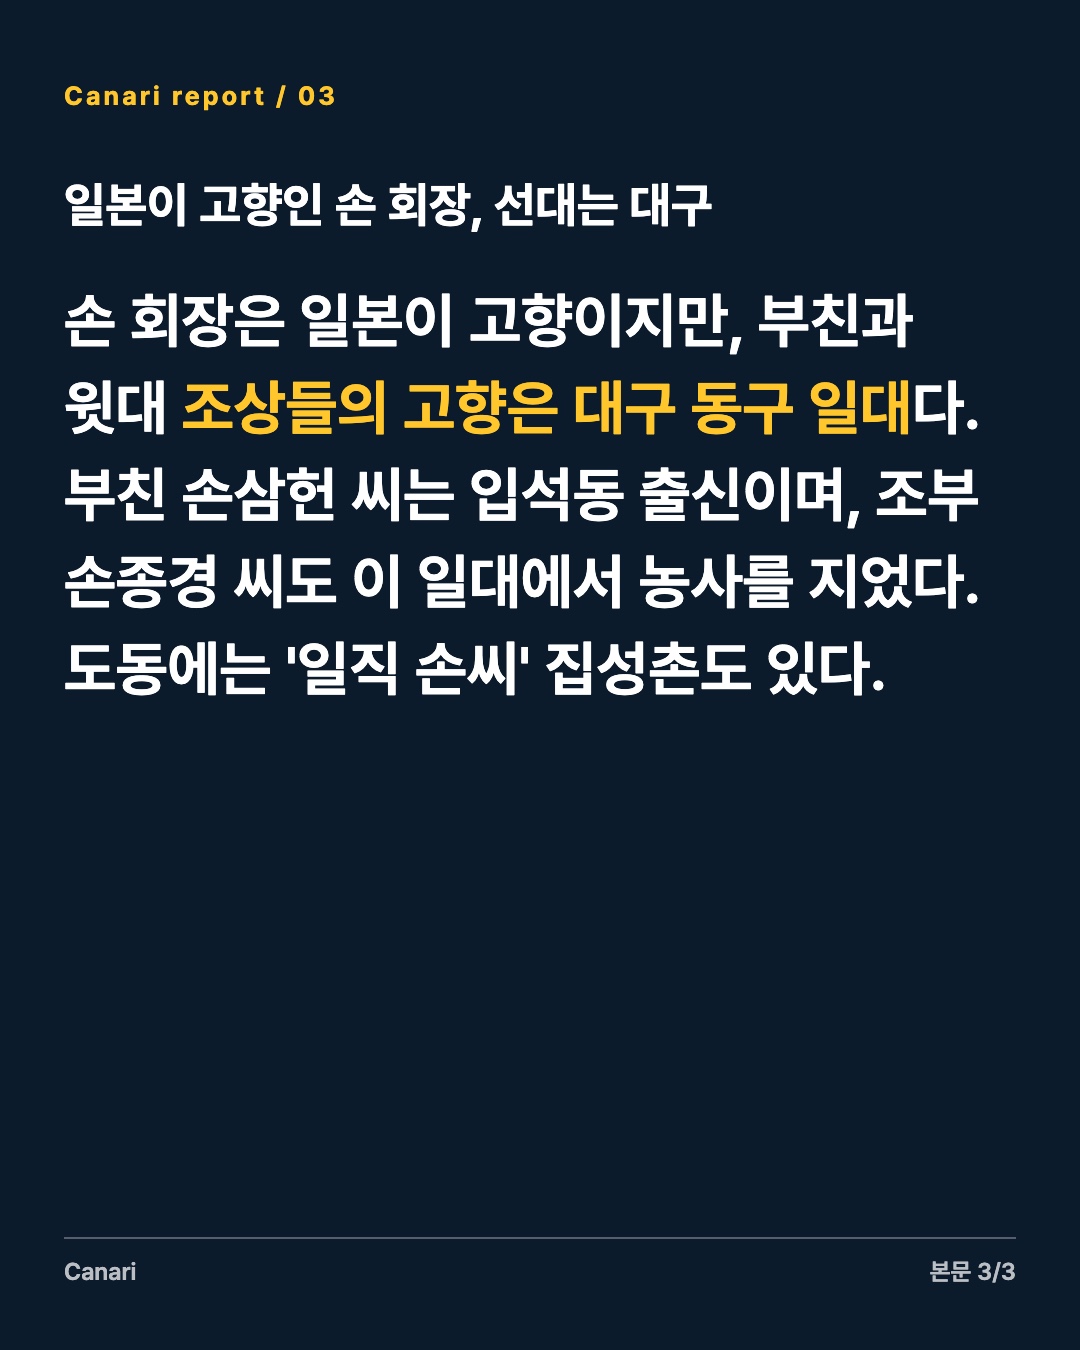 Canari report / 03
일본이 고향인 손 회장, 선대는 대구
손 회장은 일본이 고향이지만, 부친과
윗대 조상들의 고향은 대구 동구 일대다.
부친 손삼헌 씨는 입석동 출신이며, 조부
손종경 씨도 이 일대에서 농사를 지었다.
도동에는 '일직 손씨' 집성촌도 있다.
Canari
본문 3/3